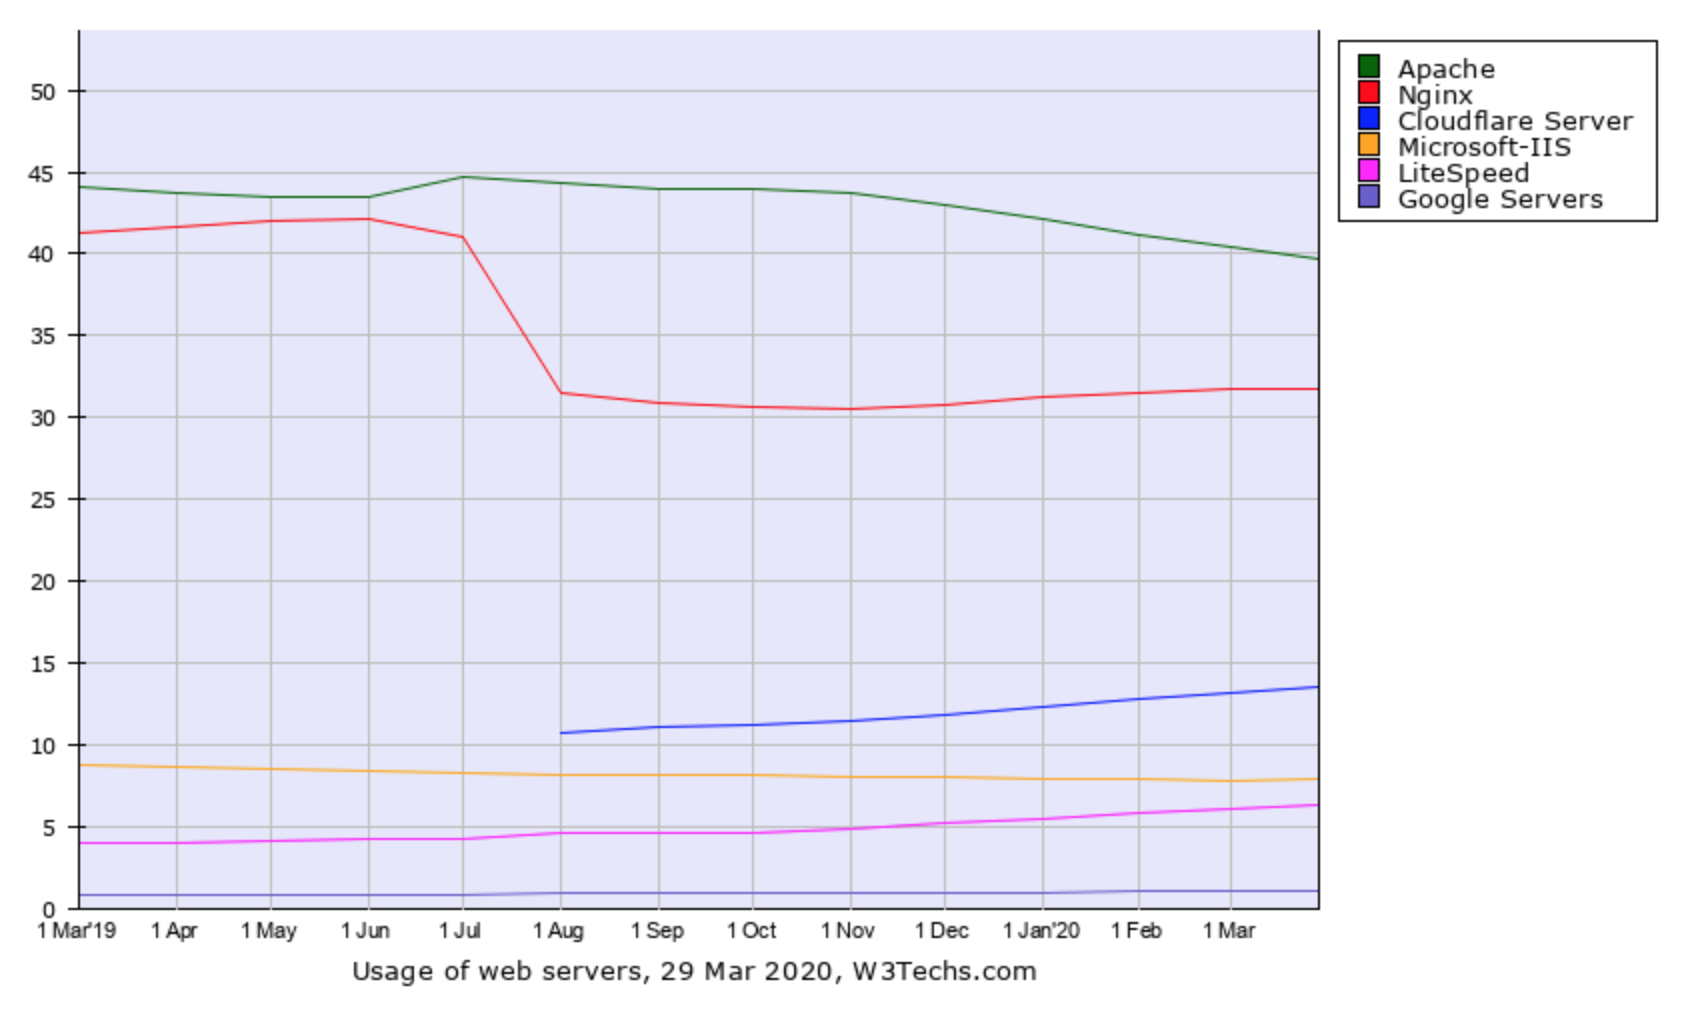 50
45
40
35
30
25
20
15
10
5
0
1 Mar'19 1 Apr 1 May 1 Jun 1 Jul 1 Aug 1 Sep 1 Oct 1 Nov 1 Dec 1 Jan'20 1 Feb 1 Mar
Usage of web servers, 29 Mar 2020, W3Techs.com
Apache
Nginx
Cloudflare Server
Microsoft-IIS
LiteSpeed
Google Servers